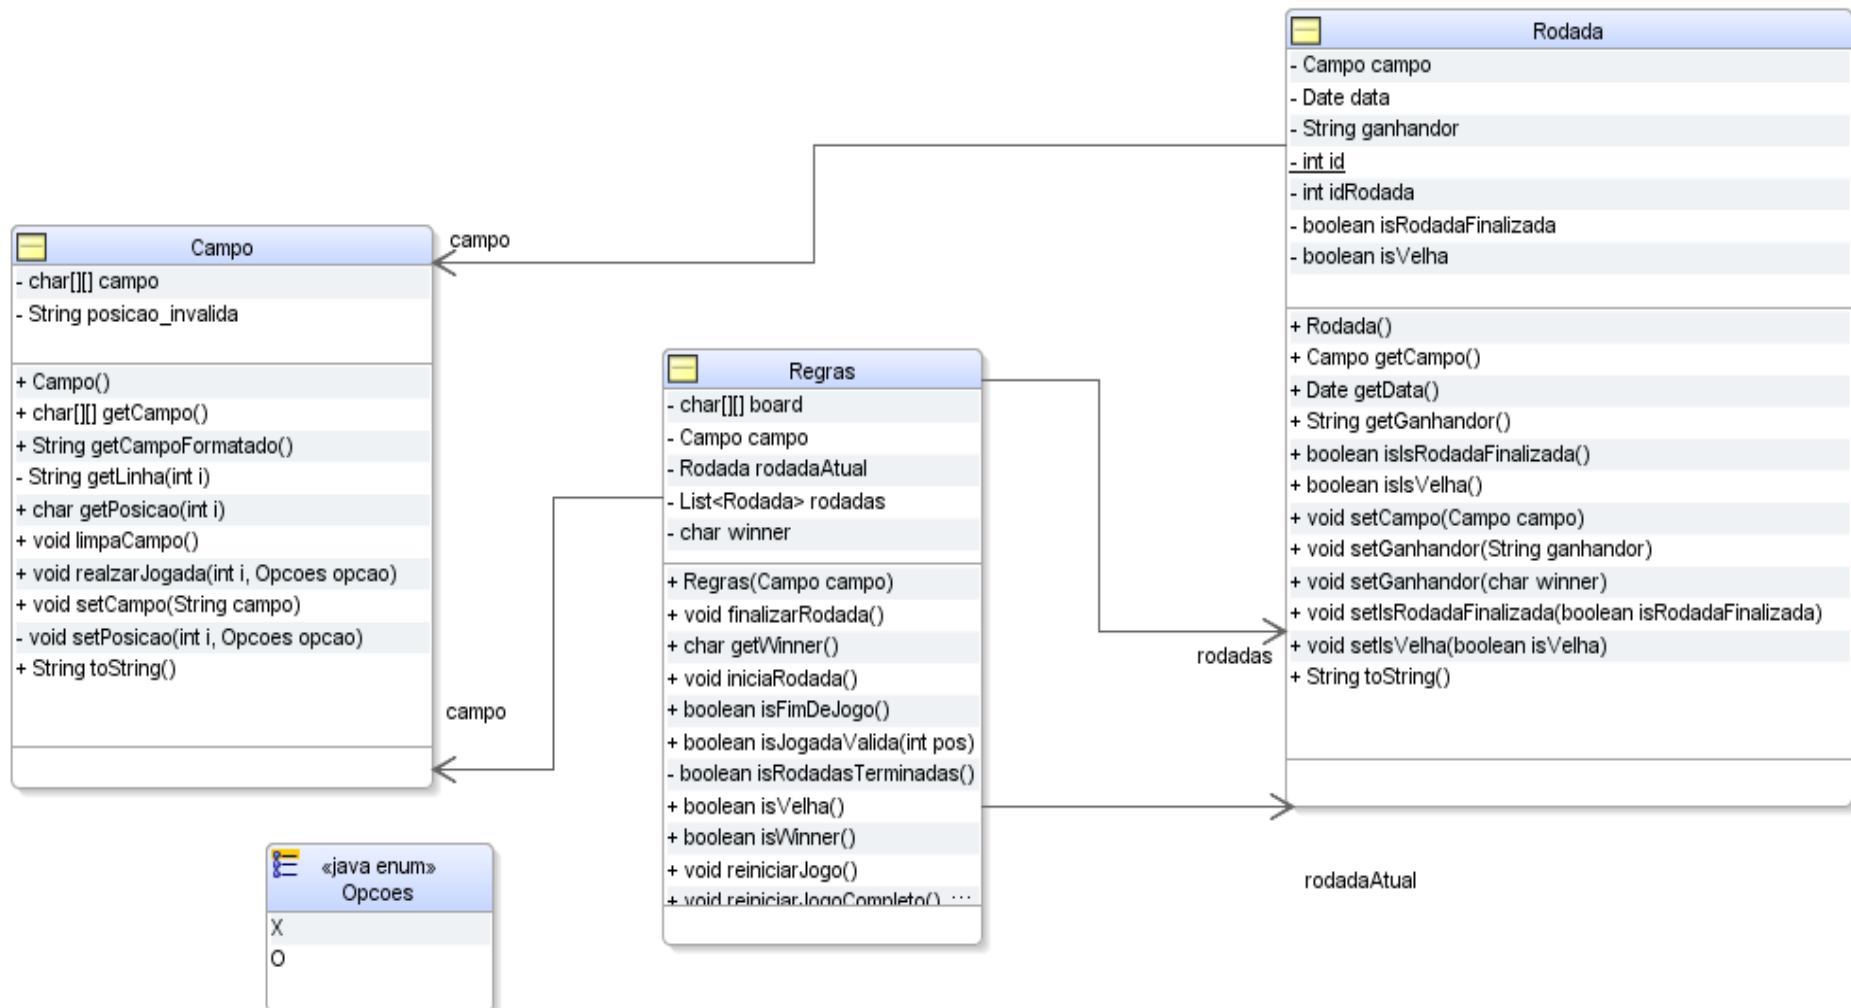 Rodada
- Campo campo
- Date data
- String ganhandor
- int id
- int idRodada
- boolean isRodadaFinalizada
- boolean isVelha
+ Rodada()
+ Campo getCampo()
+ Date getData()
+ String getGanhandor()
+ boolean isIsRodadaFinalizada()
+ boolean isIsVelha()
+ void setCampo(Campo campo)
+ void setGanhandor(String ganhandor)
+ void setGanhandor(char winner)
+ void setIsRodadaFinalizada(boolean isRodadaFinalizada)
+ void setIsVelha(boolean isVelha)
+ String toString()
campo
Campo
- char[][] campo
- String posicao_invalida
+ Campo()
+ char[][] getCampo()
+ String getCampoFormatado()
- String getLinha(int i)
+ char getPosicao(int i)
+ void limpaCampo()
+ void realzarJogada(int i, Opcoes opcao)
+ void setCampo(String campo)
- void setPosicao(int i, Opcoes opcao)
+ String toString()
campo
Regras
- char[][] board
- Campo campo
- Rodada rodadaAtual
- List<Rodada> rodadas
- char winner
+ Regras(Campo campo)
+ void finalizarRodada()
+ char getWinner()
+ void iniciaRodada()
+ boolean isFimDeJogo()
+ boolean isJogadaValida(int pos)
- boolean isRodadasTerminadas()
+ boolean isVelha()
+ boolean isWinner()
+ void reiniciarJogo()
+ void reiniciarJogoCompleto() ...
rodadas
rodadaAtual
«java enum»
Opcoes
X
O